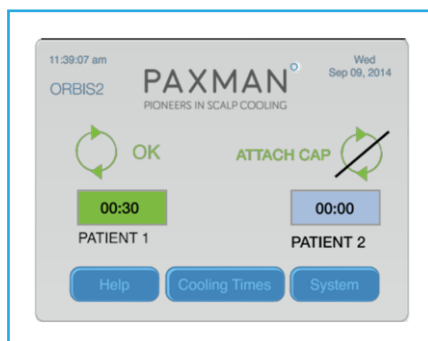 11:39:07 am
Wed
Sep 09, 2014
ORBIS2
PAXMAN
PIONEERS IN SCALP COOLING
OK
ATTACH CAP
00:30
00:00
PATIENT 1
PATIENT 2
Help
Cooling Times
System